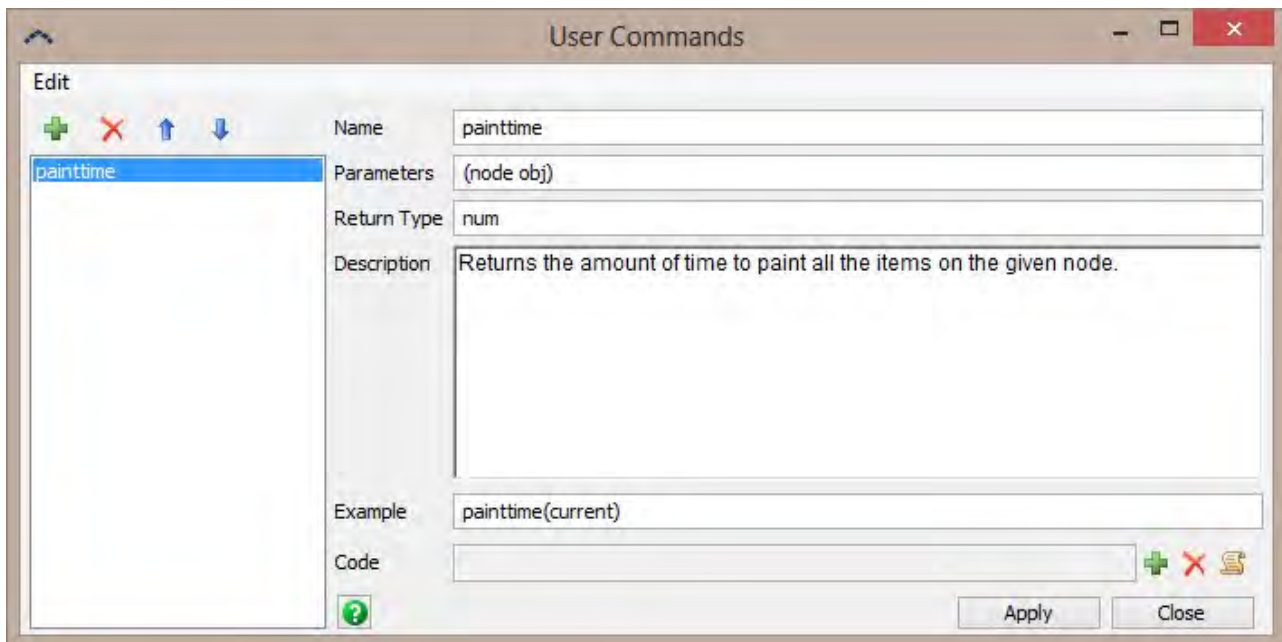 User Commands
Edit
Name painttime
painttime
Parameters (node obj)
Return Type num
Description Returns the amount of time to paint all the items on the given node.
Example painttime(current)
Code
Apply Close